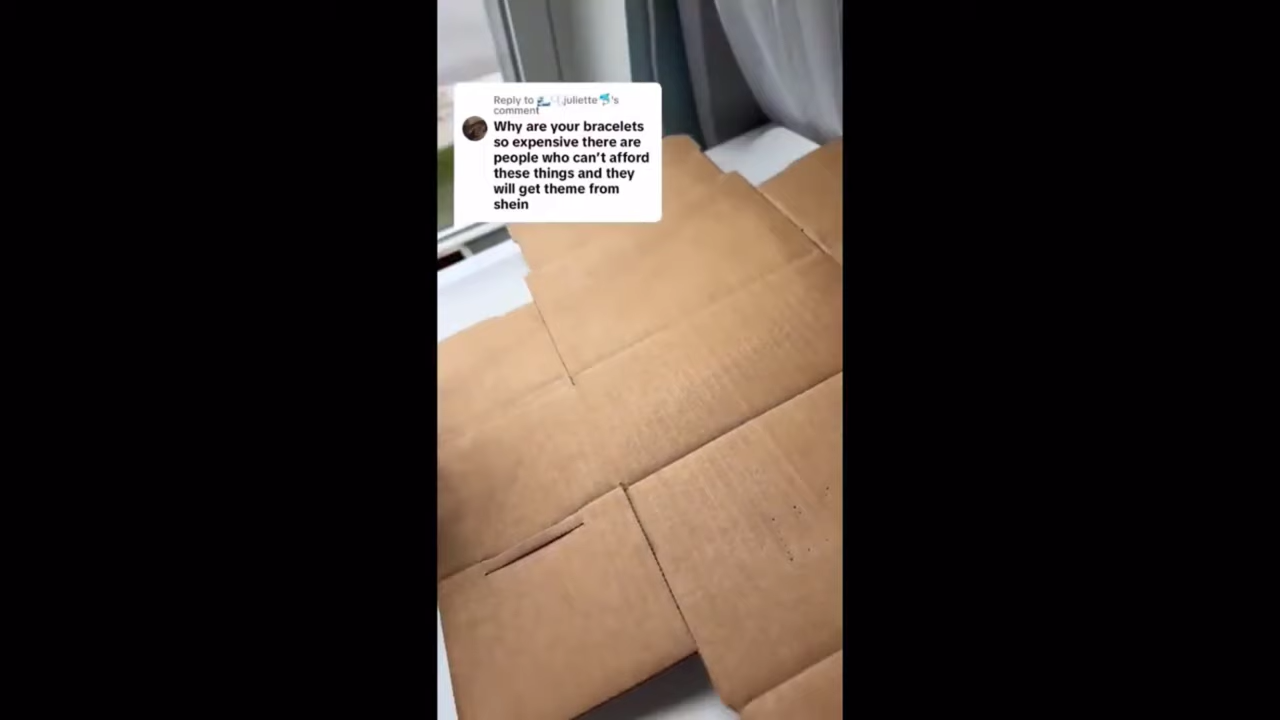 Reply to 🌊🤍juliette🐬's
comment
Why are your bracelets
so expensive there are
people who can't afford
these things and they
will get theme from
shein